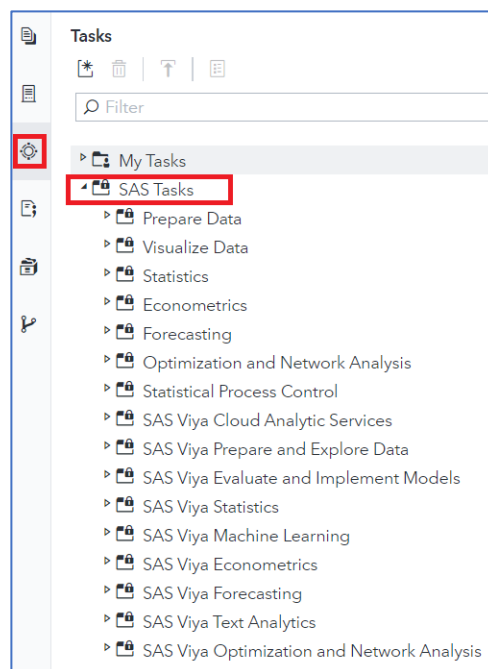 Tasks
Filter
My Tasks
SAS Tasks
Prepare Data
Visualize Data
Statistics
Econometrics
Forecasting
Optimization and Network Analysis
Statistical Process Control
SAS Viya Cloud Analytic Services
SAS Viya Prepare and Explore Data
SAS Viya Evaluate and Implement Models
SAS Viya Statistics
SAS Viya Machine Learning
SAS Viya Econometrics
SAS Viya Forecasting
SAS Viya Text Analytics
SAS Viya Optimization and Network Analysis